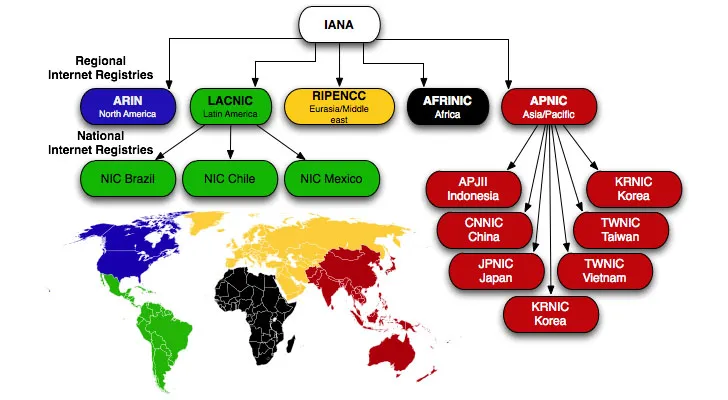 IANA
Regional
Internet Registries
ARIN
North America
LACNIC
Latin America
RIPENCC
Eurasia/Middle
east
AFRINIC
Africa
APNIC
Asia/Pacific
National
Internet Registries
NIC Brazil
NIC Chile
NIC Mexico
APJII
Indonesia
KRNIC
Korea
CNNIC
China
TWNIC
Taiwan
JPNIC
Japan
TWNIC
Vietnam
KRNIC
Korea